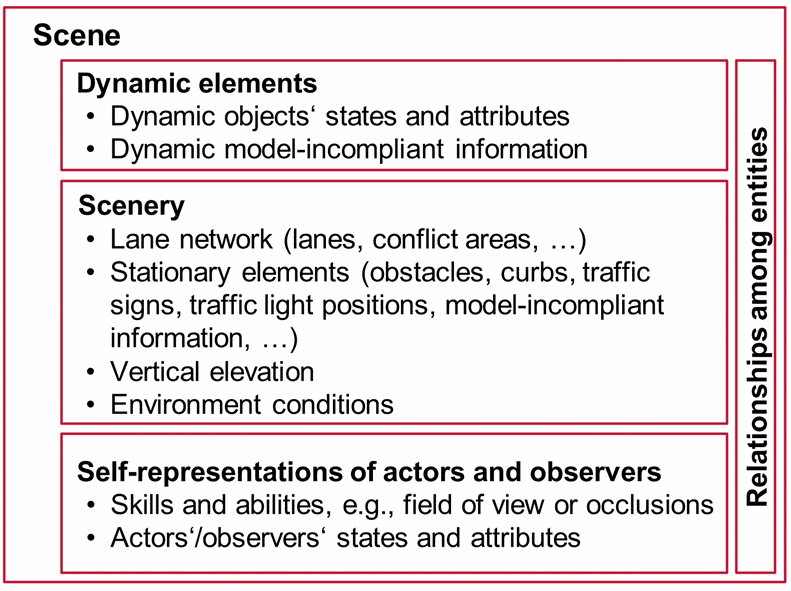 Scene
Dynamic elements
• Dynamic objects‘ states and attributes
• Dynamic model-incompliant information
Scenery
• Lane network (lanes, conflict areas, …)
• Stationary elements (obstacles, curbs, traffic
signs, traffic light positions, model-incompliant
information, …)
• Vertical elevation
• Environment conditions
Self-representations of actors and observers
• Skills and abilities, e.g., field of view or occlusions
• Actors‘/observers‘ states and attributes
Relationships among entities